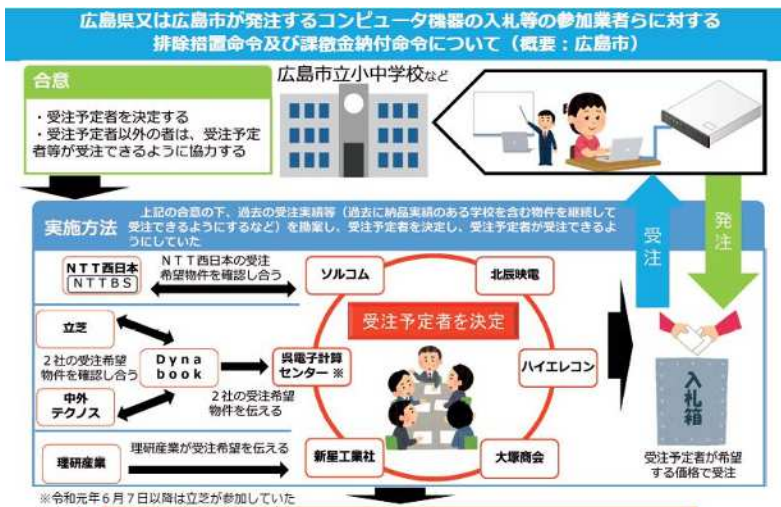 広島県又は広島市が発注するコンピュータ機器の入札等の参加業者らに対する
排除措置命令及び課徴金納付命令について（概要：広島市）
合意
・受注予定者を決定する
・受注予定者以外の者は、受注予定
者等が受注できるように協力する
広島市立小中学校など
実施方法
上記の合意の下、過去の受注実績等（過去に納品実績のある学校を含む物件を継続して
受注できるようにするなど）を勘案し、受注予定者を決定し、受注予定者が受注できるよ
うにしていた
受注
発注
NTT西日本
NTTBS
NTT西日本の受注
希望物件を確認し合う
ソルコム
北辰映電
受注予定者を決定
立芝
2社の受注希望
物件を確認し合う
Dyna
book
中外
テクノス
呉電子計算
センター ※
2社の受注希望
物件を伝える
ハイエレコン
理研産業
理研産業が受注希望を伝える
新星工業社
大塚商会
入札箱
受注予定者が希望
する価格で受注
※令和元年6月7日以降は立芝が参加していた